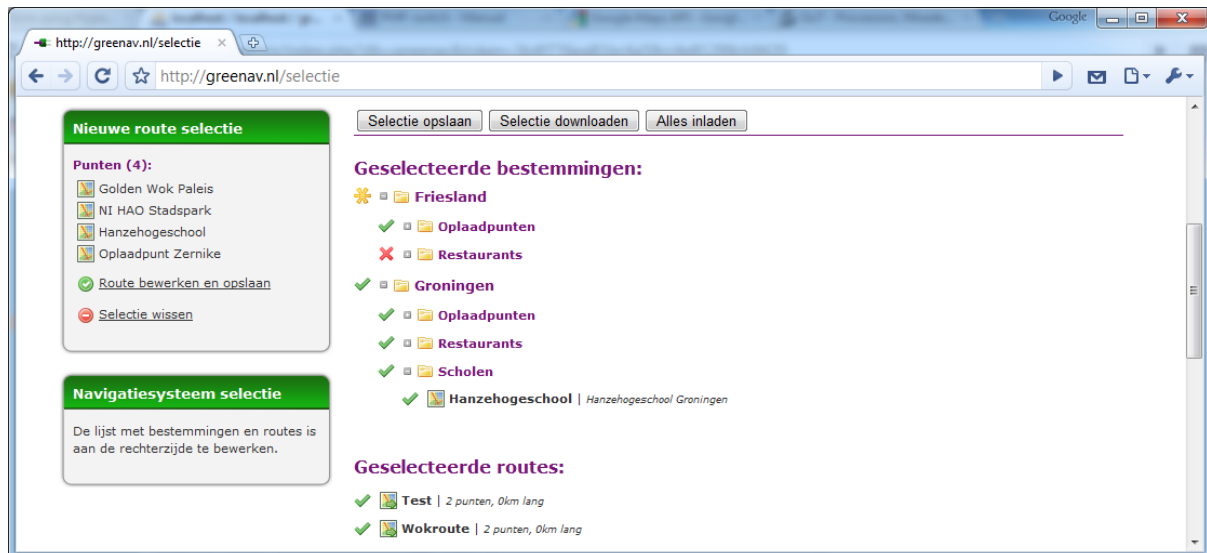 Google
http://greenav.nl/selectie
http://greenav.nl/selectie
Nieuwe route selectie
Punten (4):
Golden Wok Paleis
NI HAO Stadspark
Hanzehogeschool
Oplaadpunt Zernike
Route bewerken en opslaan
Selectie wissen
Navigatiesysteem selectie
De lijst met bestemmingen en routes is
aan de rechterzijde te bewerken.
Selectie opslaan Selectie downloaden Alles inladen
Geselecteerde bestemmingen:
Friesland
Oplaadpunten
Restaurants
Groningen
Oplaadpunten
Restaurants
Scholen
Hanzehogeschool | Hanzehogeschool Groningen
Geselecteerde routes:
Test | 2 punten, 0km lang
Wokroute | 2 punten, 0km lang